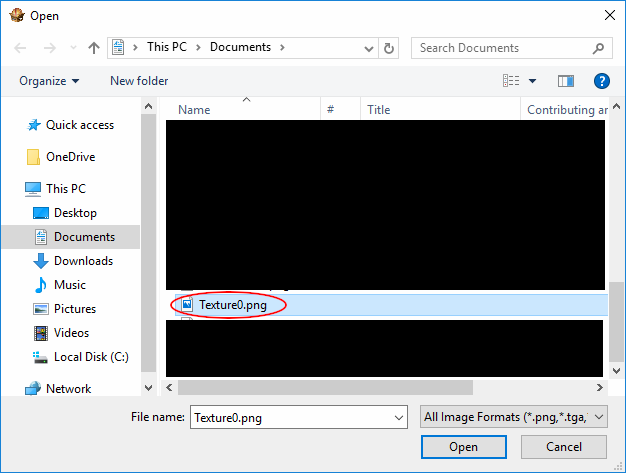 Open
This PC > Documents >
Search Documents
Organize
New folder
Name # Title Contributing ar
Quick access
OneDrive
This PC
Desktop
Documents
Downloads
Music
Pictures
Videos
Local Disk (C:)
Network
Texture0.png
File name: Texture0.png All Image Formats (*.png,*.tga,
Open Cancel